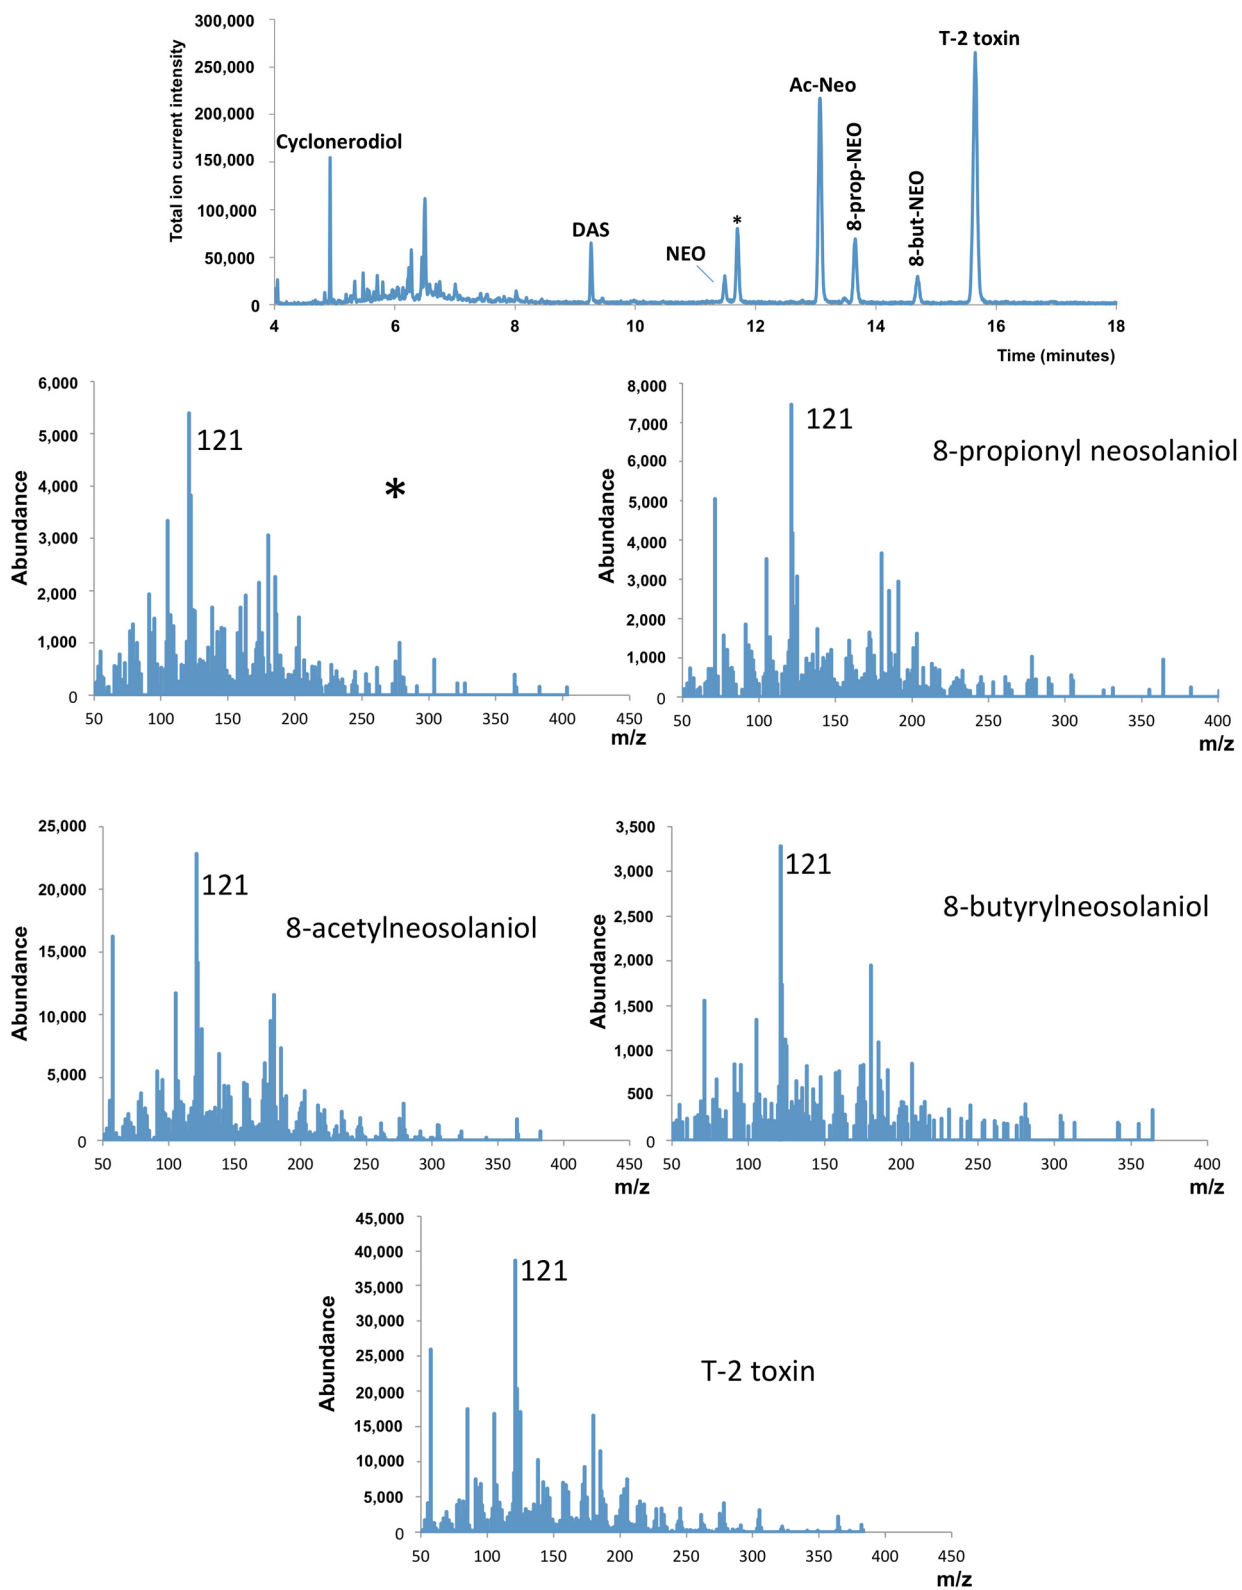 Total ion current intensity
300,000
250,000
200,000
150,000
100,000
50,000
0
Cyclonerodiol
DAS
NEO
*
Ac-Neo
8-prop-NEO
8-but-NEO
T-2 toxin
4 6 8 10 12 14 16 18
Time (minutes)
Abundance
6,000
5,000
4,000
3,000
2,000
1,000
0
121
*
50 100 150 200 250 300 350 400 450
m/z
Abundance
8,000
7,000
6,000
5,000
4,000
3,000
2,000
1,000
0
121
8-propionyl neosolaniol
50 100 150 200 250 300 350 400
m/z
Abundance
25,000
20,000
15,000
10,000
5,000
0
121
8-acetylneosolaniol
50 100 150 200 250 300 350 400 450
m/z
Abundance
3,500
3,000
2,500
2,000
1,500
1,000
500
0
121
8-butyrylneosolaniol
50 100 150 200 250 300 350 400
m/z
Abundance
45,000
40,000
35,000
30,000
25,000
20,000
15,000
10,000
5,000
0
121
T-2 toxin
50 100 150 200 250 300 350 400 450
m/z